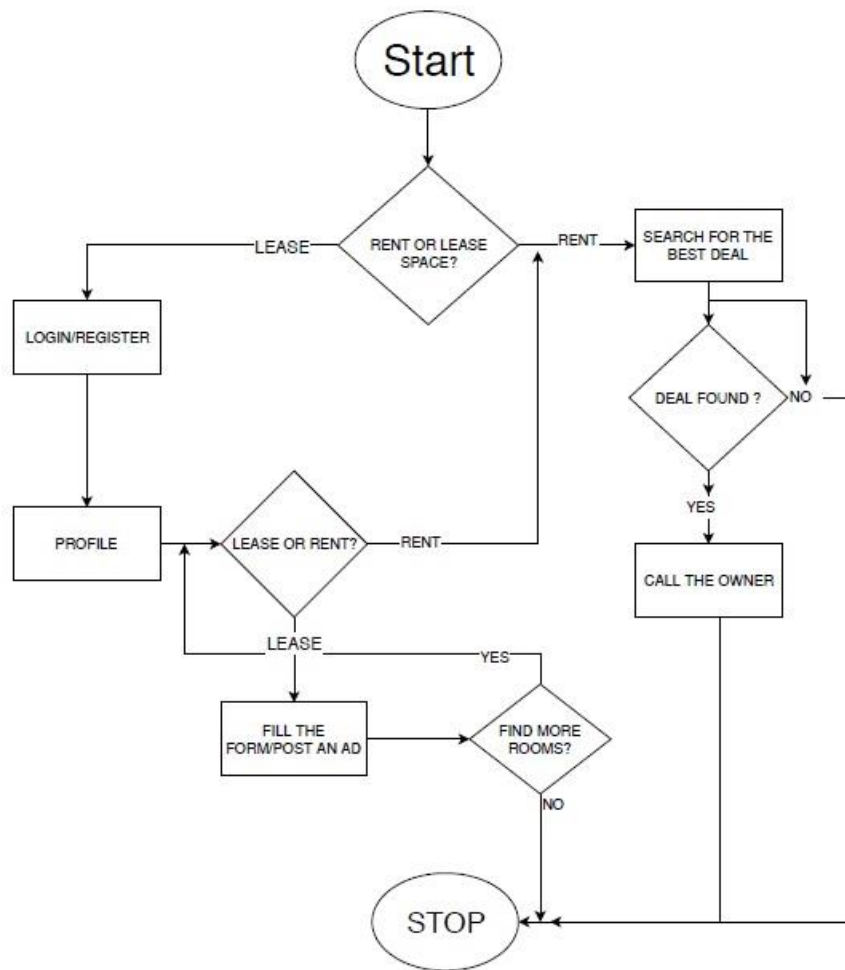 Start
RENT OR LEASE
SPACE?
LEASE
RENT
SEARCH FOR THE
BEST DEAL
LOGIN/REGISTER
DEAL FOUND ?
NO
YES
PROFILE
LEASE OR RENT?
RENT
CALL THE OWNER
LEASE
YES
FILL THE
FORM/POST AN AD
FIND MORE
ROOMS?
NO
STOP